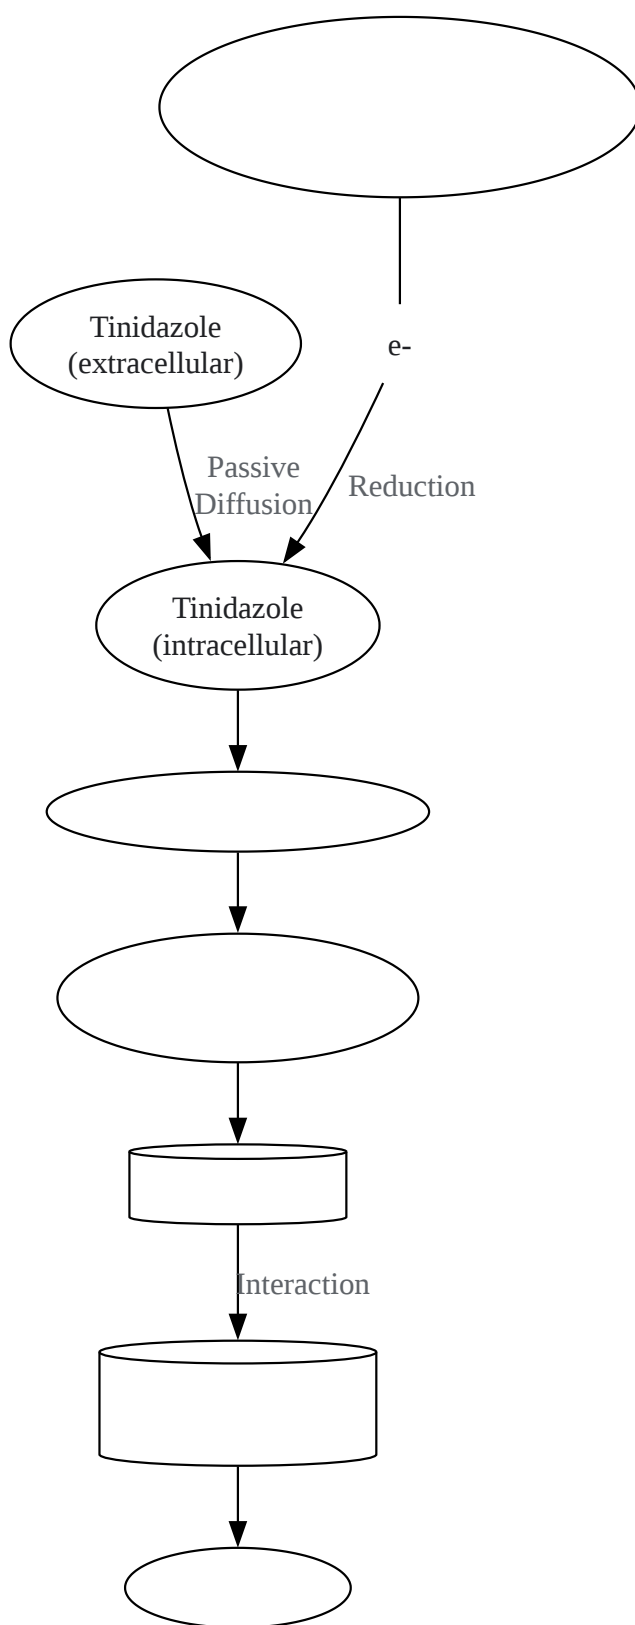 Tinidazole
(extracellular)
e-
Passive
Diffusion
Reduction
Tinidazole
(intracellular)
Interaction